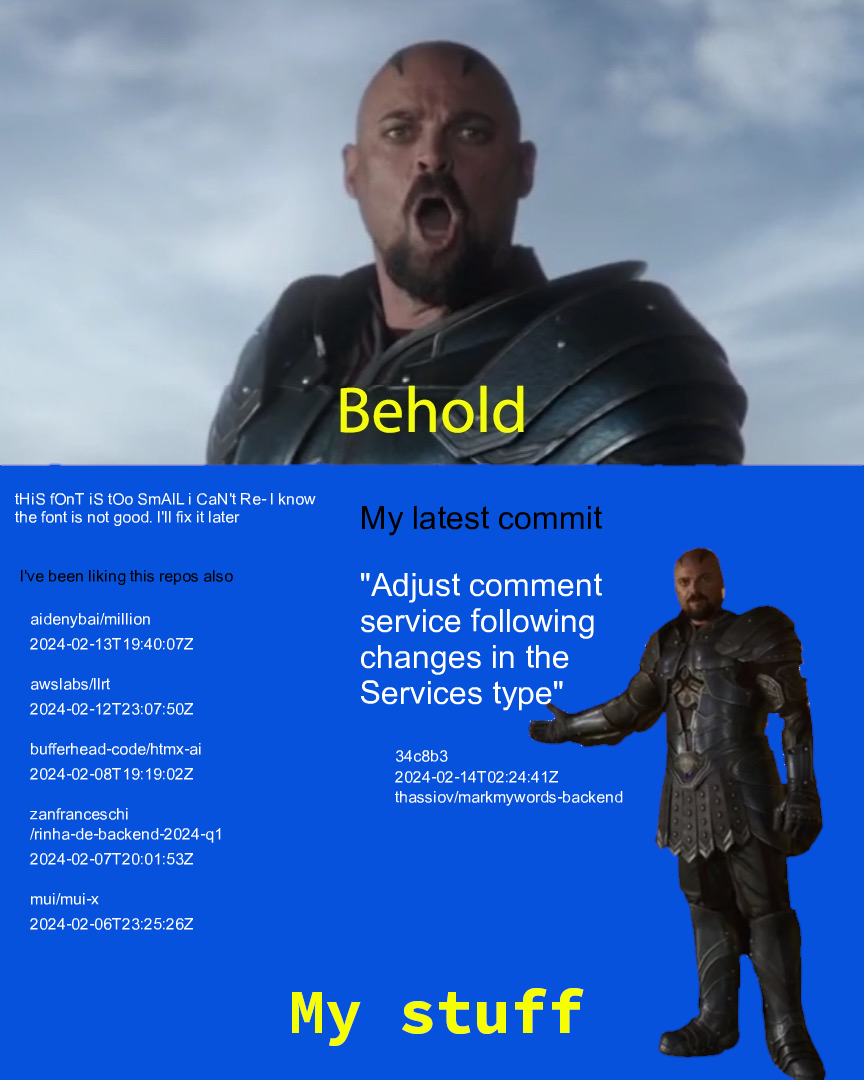 Behold
tHiS fOnT iS tOo SmAlL i CaN't Re- I know
the font is not good. I'll fix it later
I've been liking this repos also
aidenybai/million
2024-02-13T19:40:07Z
awslabs/llrt
2024-02-12T23:07:50Z
bufferhead-code/htmx-ai
2024-02-08T19:19:02Z
zanfranceschi
/rinha-de-backend-2024-q1
2024-02-07T20:01:53Z
mui/mui-x
2024-02-06T23:25:26Z
My latest commit
"Adjust comment
service following
changes in the
Services type"
34c8b3
2024-02-14T02:24:41Z
thassiov/markmywords-backend
My stuff